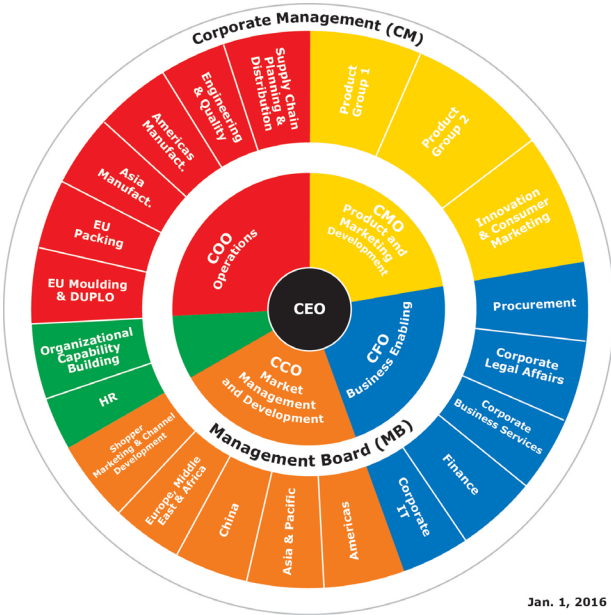 Corporate Management (CM)
Supply Chain
Planning &
Distribution
Product
Group 1
Product
Group 2
Innovation
& Consumer
Marketing
Procurement
Corporate
Legal Affairs
Corporate
Business Services
Finance
Corporate
IT
Americas
Asia & Pacific
China
Europe, Middle
East & Africa
Shopper
Marketing & Channel
Development
HR
Organizational
Capability
Building
EU Moulding
& DUPLO
EU
Packing
Asia
Manufact.
Americas
Manufact.
Engineering
& Quality
COO
Operations
CMO
Product and
Marketing
Development
CEO
CFO
Business Enabling
CCO
Market
Management
and Development
Management Board (MB)
Jan. 1, 2016